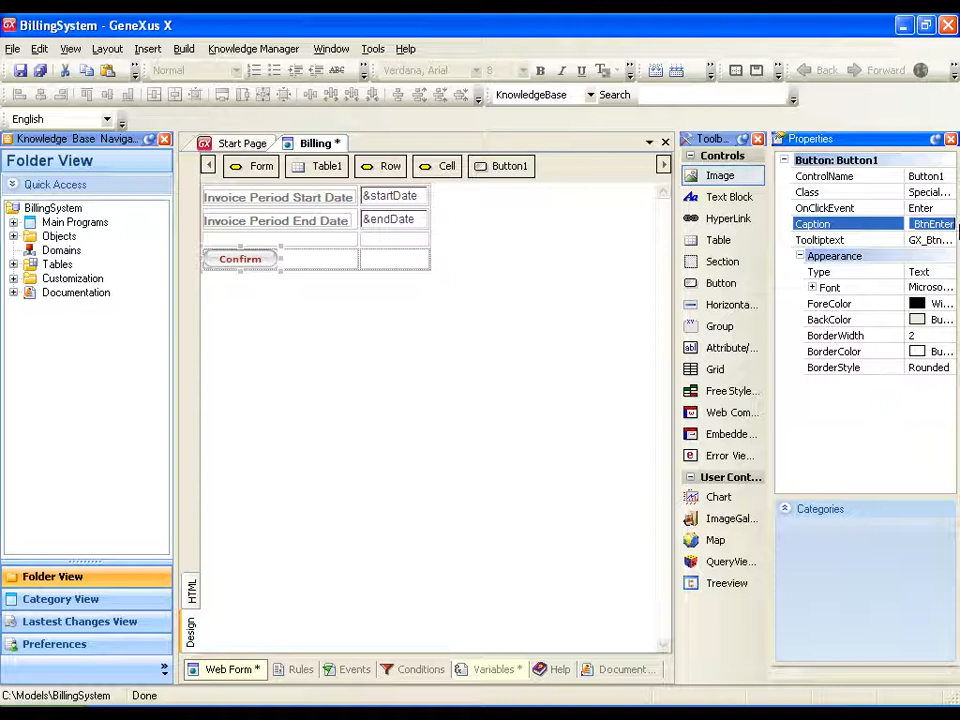 BillingSystem - GeneXus X
File Edit View Layout Insert Build Knowledge Manager Window Tools Help
Normal ABC Verdana, Arial 8 B I U T Back Forward
KnowledgeBase Search
English
Knowledge Base Naviga...
Folder View
Quick Access
BillingSystem
Main Programs
Objects
Domains
Tables
Customization
Documentation
Folder View
Category View
Lastest Changes View
Preferences
Start Page Billing *
Form Table1 Row Cell Button1
Invoice Period Start Date &startDate
Invoice Period End Date &endDate
Confirm
HTML
Design
Web Form * Rules Events Conditions Variables * Help Document...
Toolb...
Controls
Image
Text Block
HyperLink
Table
Section
Button
Horizonta...
Group
Attribute/...
Grid
Free Style...
Web Com...
Embedde...
Error Vie...
User Cont...
Chart
ImageGal...
Map
QueryVie...
Treeview
Properties
Button: Button1
ControlName Button1
Class Special...
OnClickEvent Enter
Caption BtnEnter
Tooltiptext GX_Btn...
Appearance
Type Text
Font Microso...
ForeColor Wi...
BackColor Bu...
BorderWidth 2
BorderColor Bu...
BorderStyle Rounded
Categories
C:\Models\BillingSystem Done